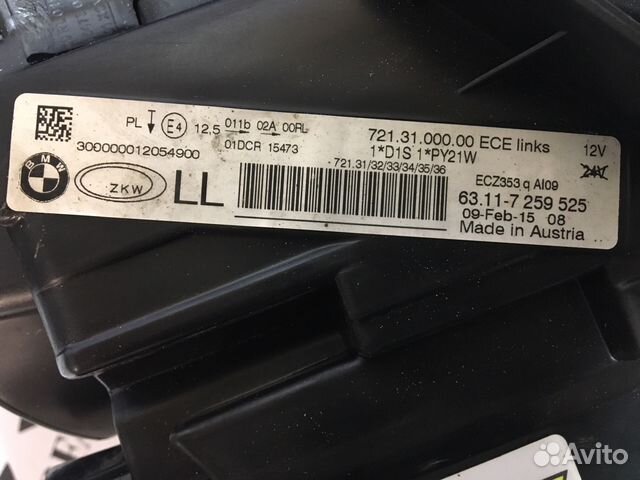 PL E4 12,5 011b 02A 00RL
01DCR 15473
300000012054900
721.31.000.00 ECE links 12V
1*D1S 1*PY21W 24V
BMW
ZKW
LL
721.31/32/33/34/35/36
ECZ353 q AI09
63.11-7 259 525
09-Feb-15 08
Made in Austria
Avito